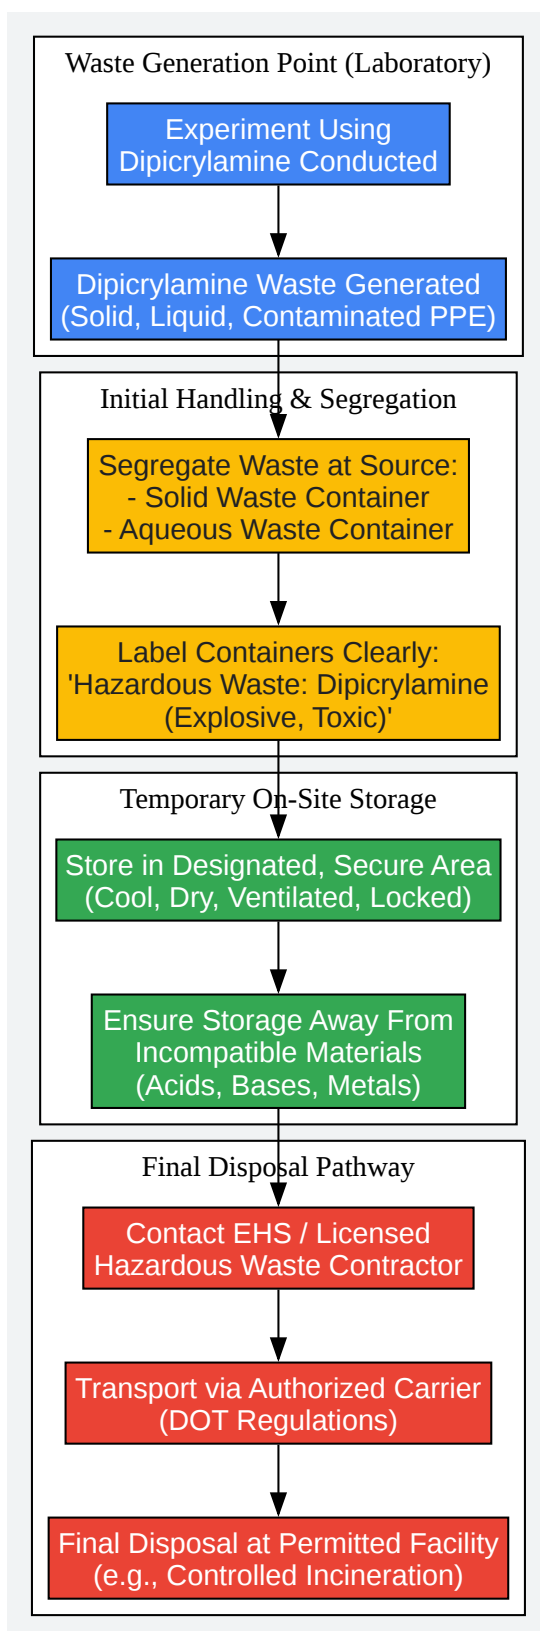 Waste Generation Point (Laboratory)
Experiment Using
Dipicrylamine Conducted
Dipicrylamine Waste Generated
(Solid, Liquid, Contaminated PPE)
Initial Handling & Segregation
Segregate Waste at Source:
- Solid Waste Container
- Aqueous Waste Container
Label Containers Clearly:
'Hazardous Waste: Dipicrylamine
(Explosive, Toxic)'
Temporary On-Site Storage
Store in Designated, Secure Area
(Cool, Dry, Ventilated, Locked)
Ensure Storage Away From
Incompatible Materials
(Acids, Bases, Metals)
Final Disposal Pathway
Contact EHS / Licensed
Hazardous Waste Contractor
Transport via Authorized Carrier
(DOT Regulations)
Final Disposal at Permitted Facility
(e.g., Controlled Incineration)